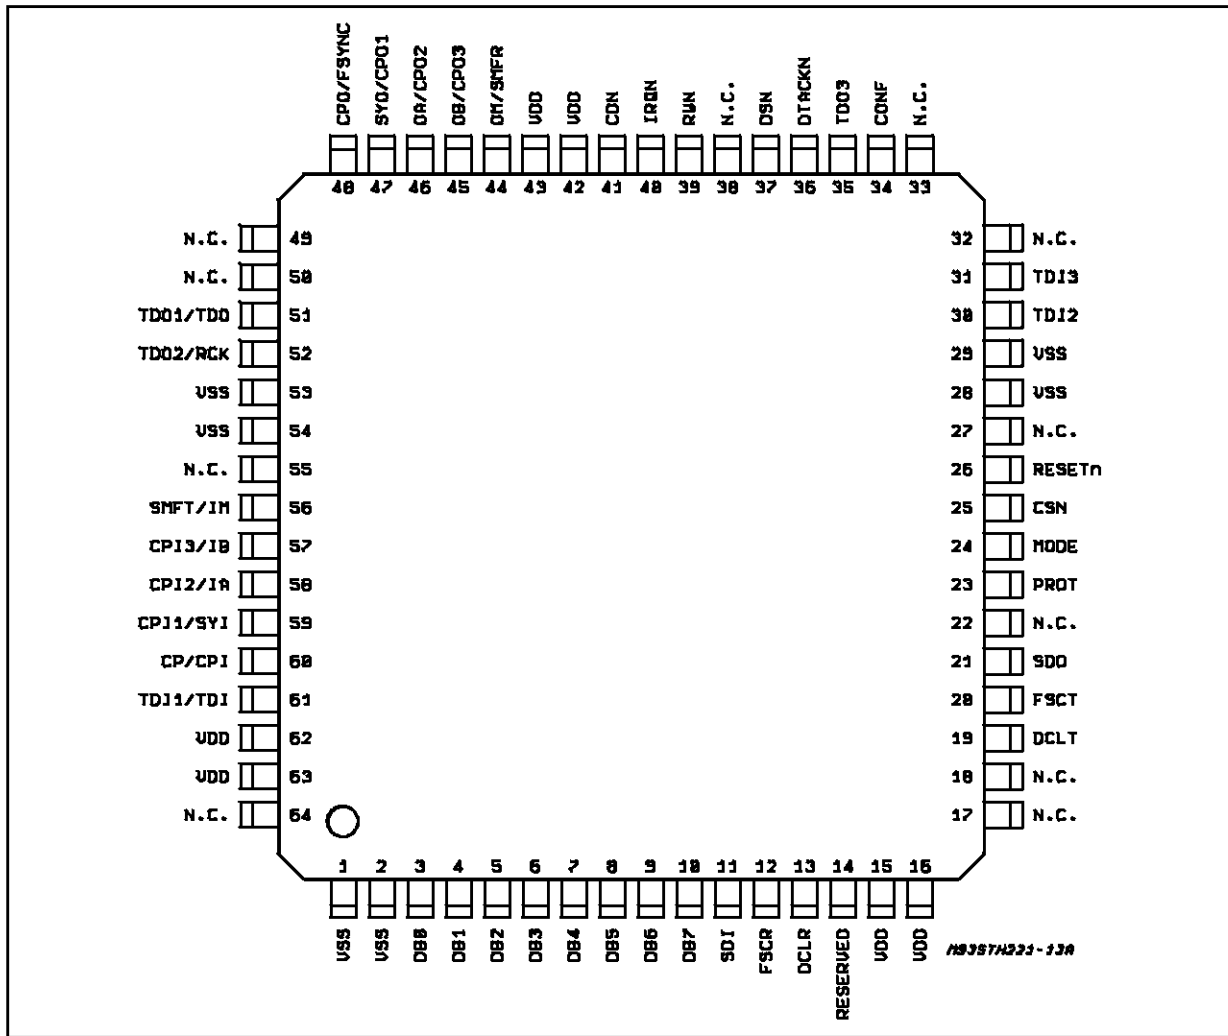 CPO/FSYNC
SYO/CPO1
OA/CPO2
OB/CPO3
OM/SMFR
VDD
VDD
CDN
IRQN
RWN
N.C.
DSN
DTACKN
TDO3
CONF
N.C.
48 47 46 45 44 43 42 41 40 39 38 37 36 35 34 33
N.C. 49 32 N.C.
N.C. 50 31 TDI3
TDO1/TDO 51 30 TDI2
TDO2/RCK 52 29 VSS
VSS 53 28 VSS
VSS 54 27 N.C.
N.C. 55 26 RESETn
SMFT/IM 56 25 CSN
CPI3/IB 57 24 MODE
CPI2/IA 58 23 PROT
CPI1/SYI 59 22 N.C.
CP/CPI 60 21 SDO
TDI1/TDI 61 20 FSCT
VDD 62 19 DCLT
VDD 63 18 N.C.
N.C. 64 17 N.C.
1 2 3 4 5 6 7 8 9 10 11 12 13 14 15 16
VSS
VSS
DB0
DB1
DB2
DB3
DB4
DB5
DB6
DB7
SDI
FSCR
DCLR
RESERVED
VDD
VDD
M93STH221-13A